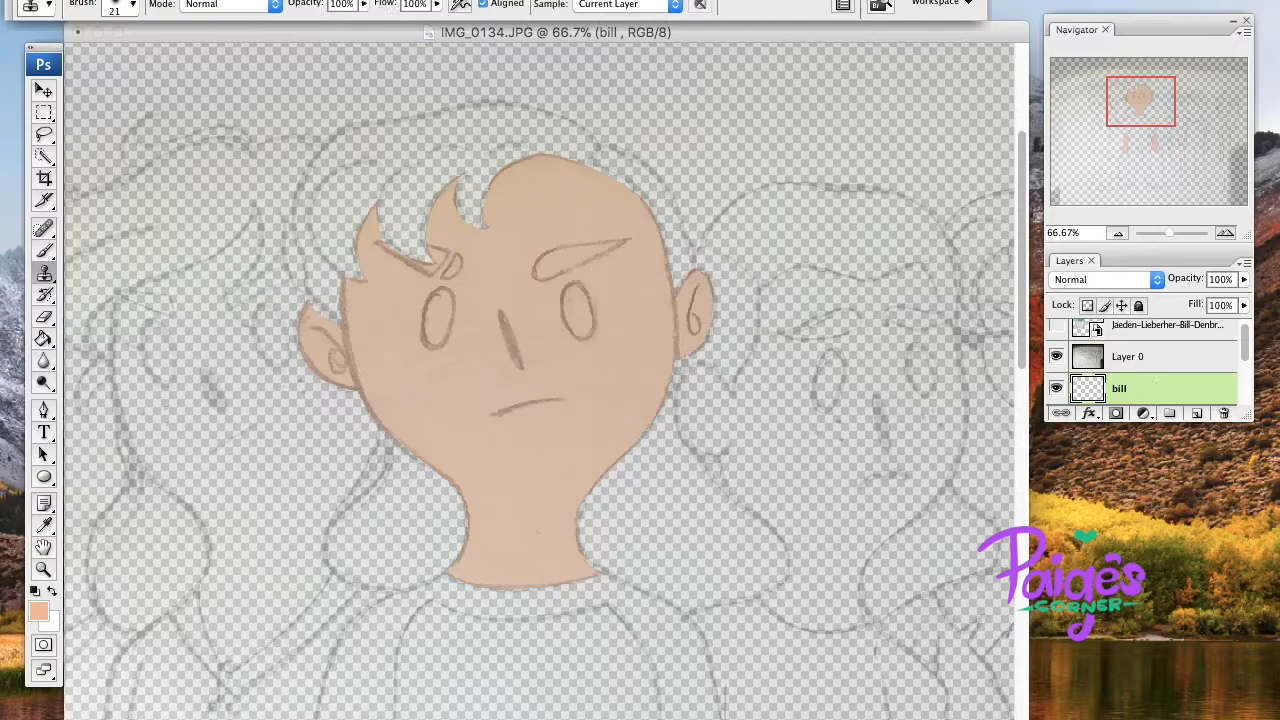 Brush: 21 Mode: Normal Opacity: 100% Flow: 100% Aligned Sample: Current Layer Workspace
IMG_0134.JPG @ 66.7% (bill , RGB/8)
Ps
Navigator
66.67%
Layers
Normal Opacity: 100%
Lock: Fill: 100%
Jaeden-Lieberher-Bill-Denbr...
Layer 0
bill
fx
T
Paige's
CORNER